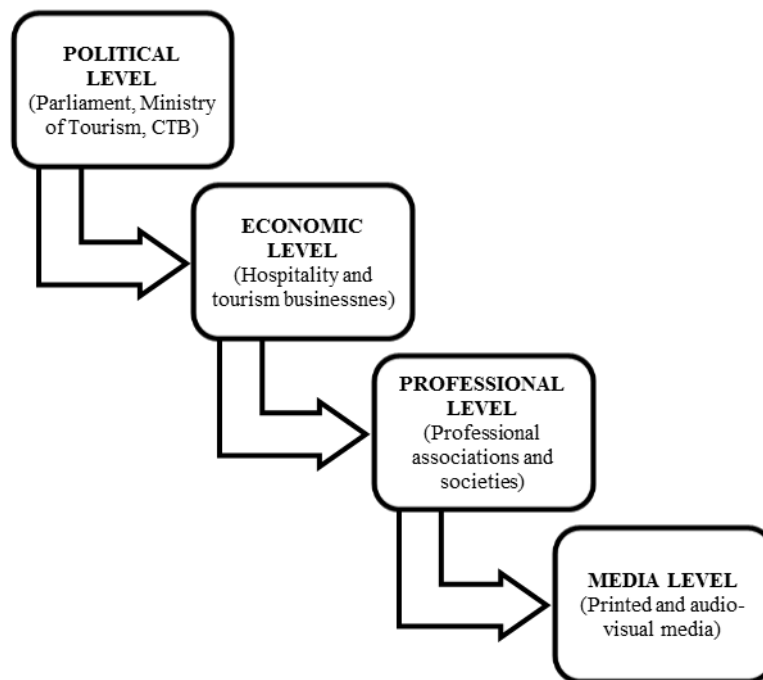 POLITICAL
LEVEL
(Parliament, Ministry
of Tourism, CTB)
ECONOMIC
LEVEL
(Hospitality and
tourism businessnes)
PROFESSIONAL
LEVEL
(Professional
associations and
societies)
MEDIA LEVEL
(Printed and audio-
visual media)